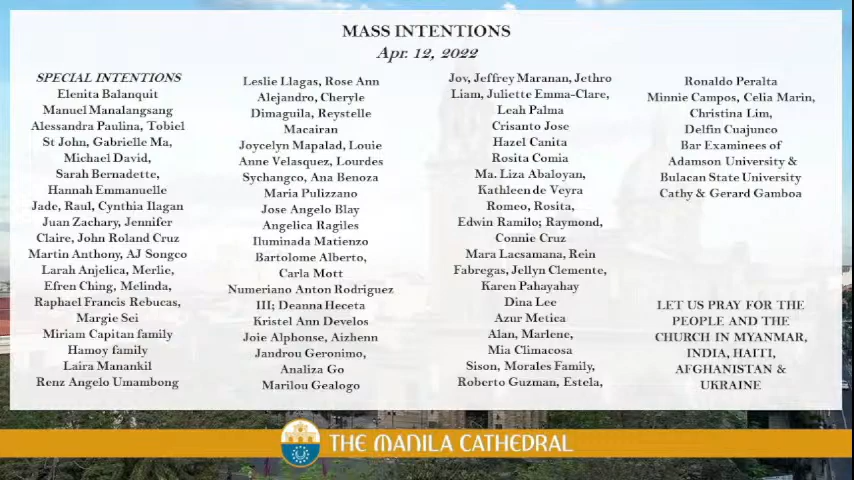 MASS INTENTIONS
Apr. 12, 2022
SPECIAL INTENTIONS
Elenita Balanquit
Manuel Manalangsang
Alessandra Paulina, Tobiel
St John, Gabrielle Ma,
Michael David,
Sarah Bernadette,
Hannah Emmanuelle
Jade, Raul, Cynthia Ilagan
Juan Zachary, Jennifer
Claire, John Roland Cruz
Martin Anthony, AJ Songco
Larah Anjelica, Merlie,
Efren Ching, Melinda,
Raphael Francis Rebucas,
Margie Sei
Miriam Capitan family
Hamoy family
Laira Manankil
Renz Angelo Umambong
Leslie Llagas, Rose Ann
Alejandro, Cheryle
Dimaguila, Reystelle
Macairan
Joycelyn Mapalad, Louie
Anne Velasquez, Lourdes
Sychangco, Ana Benoza
Maria Pulizzano
Jose Angelo Blay
Angelica Ragiles
Iluminada Matienzo
Bartolome Alberto,
Carla Mott
Numeriano Anton Rodriguez
III; Deanna Heceta
Kristel Ann Develos
Joie Alphonse, Aizhenn
Jandrou Geronimo,
Analiza Go
Marilou Gealogo
Joy, Jeffrey Maranan, Jethro
Liam, Juliette Emma-Clare,
Leah Palma
Crisanto Jose
Hazel Canita
Rosita Comia
Ma. Liza Abaloyan,
Kathleen de Veyra
Romeo, Rosita,
Edwin Ramilo; Raymond,
Connie Cruz
Mara Lacsamana, Rein
Fabregas, Jellyn Clemente,
Karen Pahayahay
Dina Lee
Azur Metica
Alan, Marlene,
Mia Climacosa
Sison, Morales Family,
Roberto Guzman, Estela,
Ronaldo Peralta
Minnie Campos, Celia Marin,
Christina Lim,
Delfin Cuajunco
Bar Examinees of
Adamson University &
Bulacan State University
Cathy & Gerard Gamboa
LET US PRAY FOR THE
PEOPLE AND THE
CHURCH IN MYANMAR,
INDIA, HAITI,
AFGHANISTAN &
UKRAINE
THE MANILA CATHEDRAL